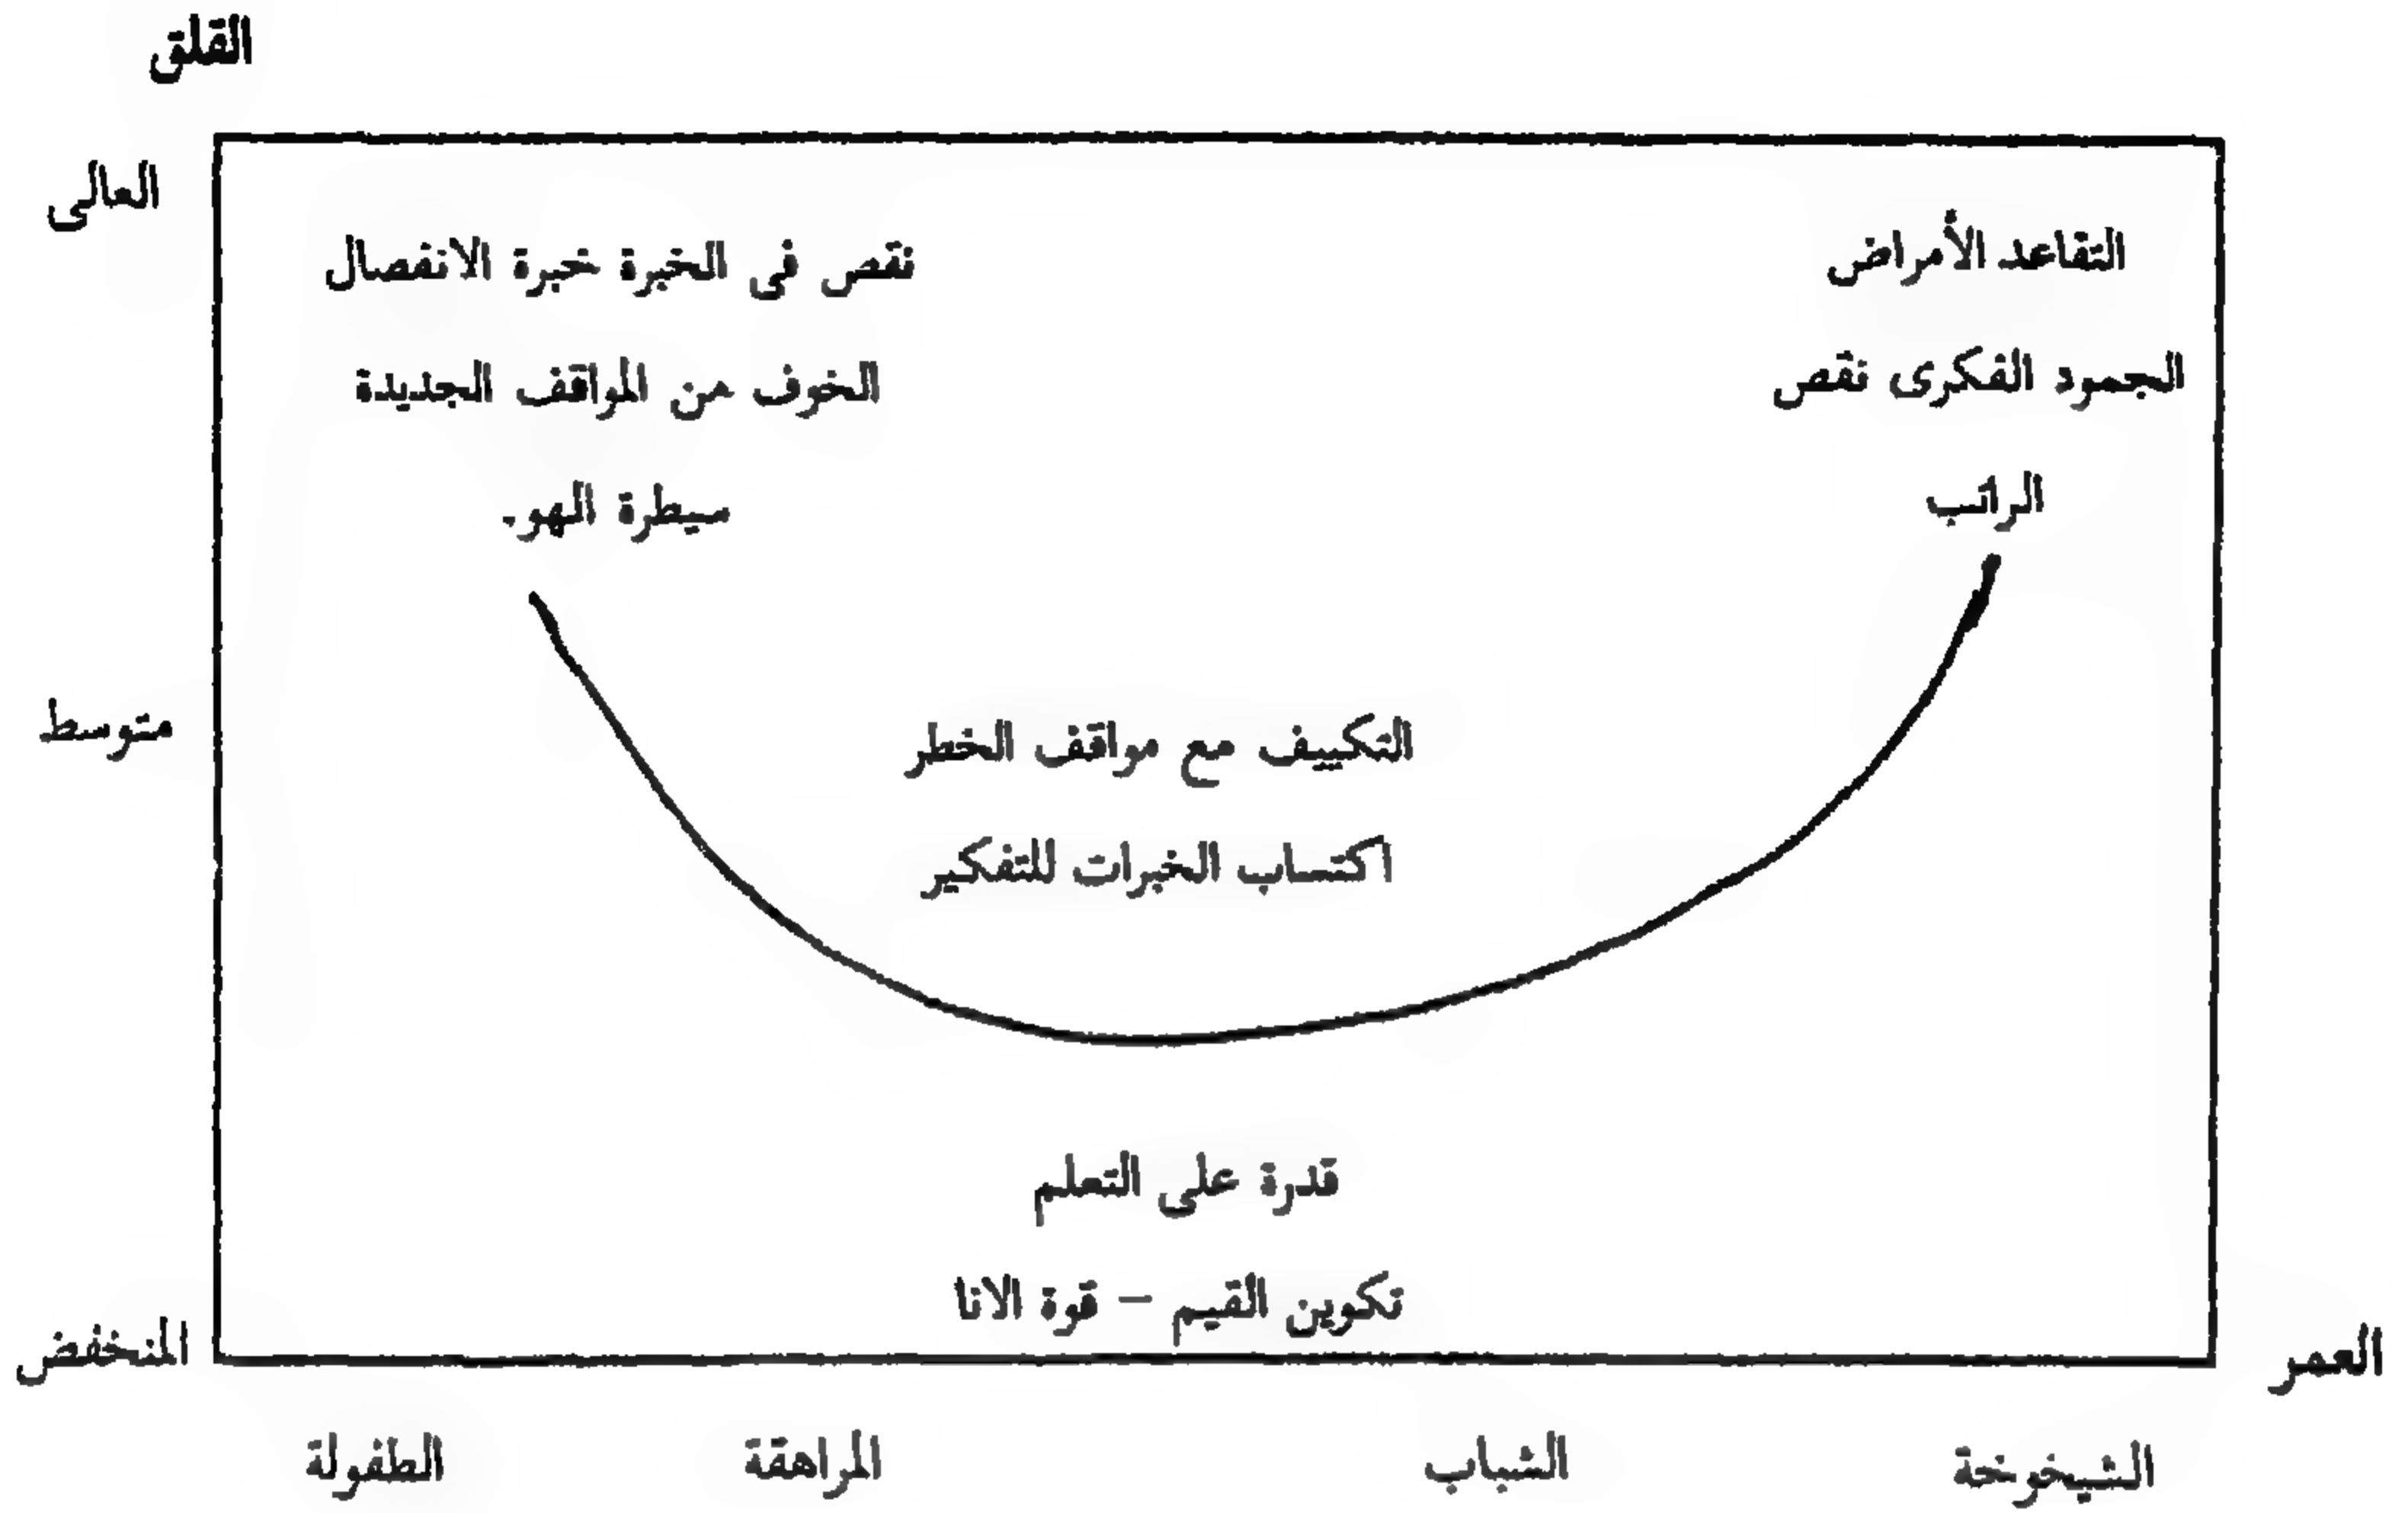 القلق
العالى
التقاعد الأمراض
الجمود الفكرى نقص
الراتب
نقص فى الخبرة خبرة الانفصال
الخوف من المواقف الجديدة
سيطرة الهو.
متوسط
التكييف مع مواقف الخطر
اكتساب الخبرات للتفكير
قدرة على التعلم
تكوين القيم – قوة الانا
المنخفض
العمر
الطفولة
المراهقة
الشباب
الشيخوخة